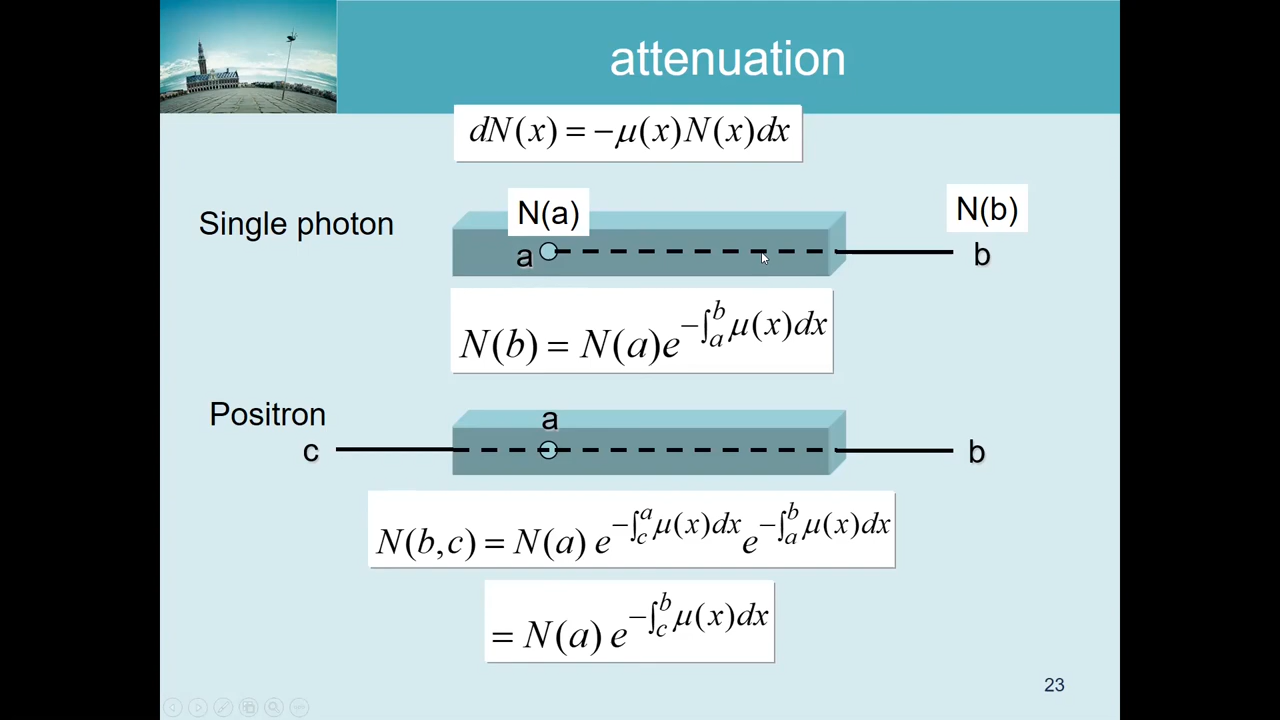 attenuation
dN(x) = −μ(x)N(x)dx
Single photon
N(a)
N(b)
a
b
N(b) = N(a)e^{−∫_a^b μ(x)dx}
Positron
a
c
b
N(b,c) = N(a) e^{−∫_c^a μ(x)dx} e^{−∫_a^b μ(x)dx}
= N(a) e^{−∫_c^b μ(x)dx}
23